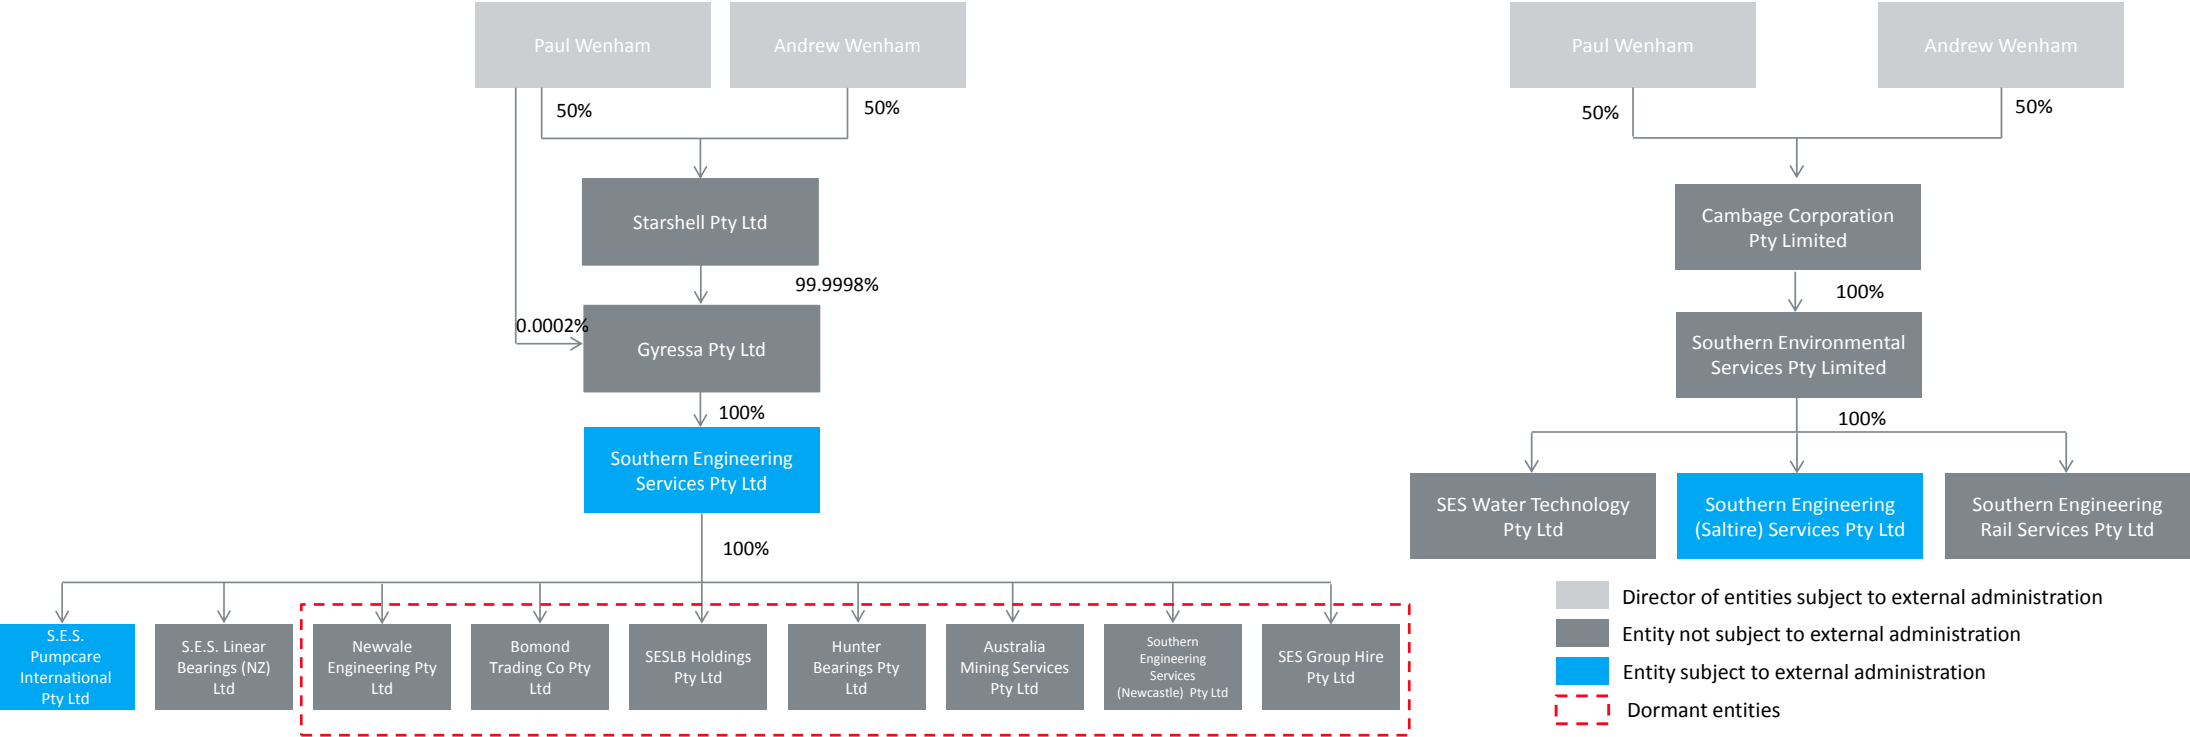 Paul Wenham
Andrew Wenham
50%
50%
Starshell Pty Ltd
99.9998%
0.0002%
Gyressa Pty Ltd
100%
Southern Engineering
Services Pty Ltd
100%
S.E.S.
Pumpcare
International
Pty Ltd
S.E.S. Linear
Bearings (NZ)
Ltd
Newvale
Engineering Pty
Ltd
Bomond
Trading Co Pty
Ltd
SESLB Holdings
Pty Ltd
Hunter
Bearings Pty
Ltd
Australia
Mining Services
Pty Ltd
Southern
Engineering
Services
(Newcastle) Pty Ltd
SES Group Hire
Pty Ltd
Paul Wenham
Andrew Wenham
50%
50%
Cambage Corporation
Pty Limited
100%
Southern Environmental
Services Pty Limited
100%
SES Water Technology
Pty Ltd
Southern Engineering
(Saltire) Services Pty Ltd
Southern Engineering
Rail Services Pty Ltd
Director of entities subject to external administration
Entity not subject to external administration
Entity subject to external administration
Dormant entities